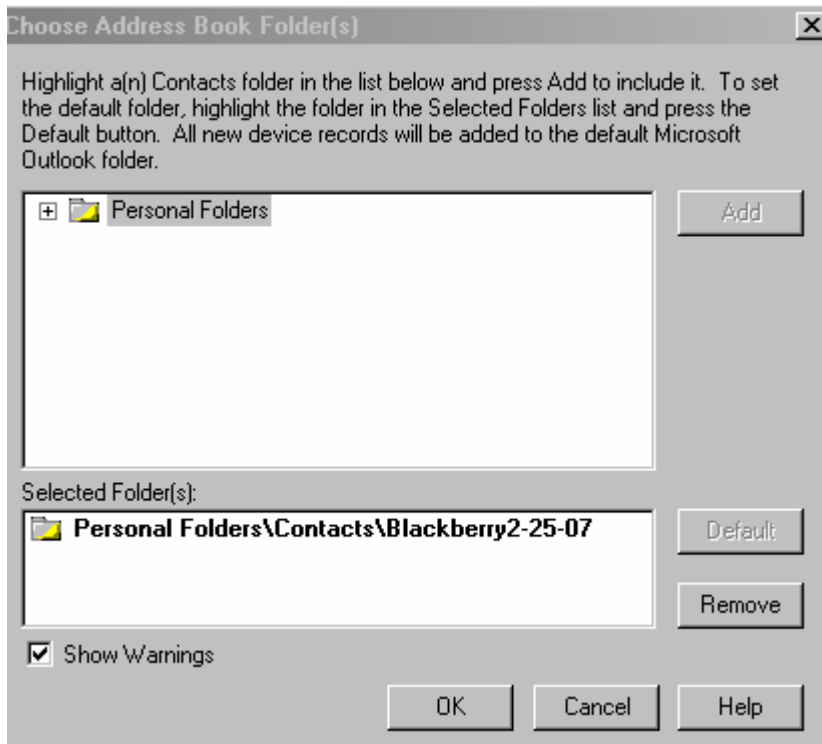 Choose Address Book Folder(s)
Highlight a(n) Contacts folder in the list below and press Add to include it. To set
the default folder, highlight the folder in the Selected Folders list and press the
Default button. All new device records will be added to the default Microsoft
Outlook folder.
Personal Folders
Add
Selected Folder(s):
Personal Folders\Contacts\Blackberry2-25-07
Default
Remove
Show Warnings
OK
Cancel
Help